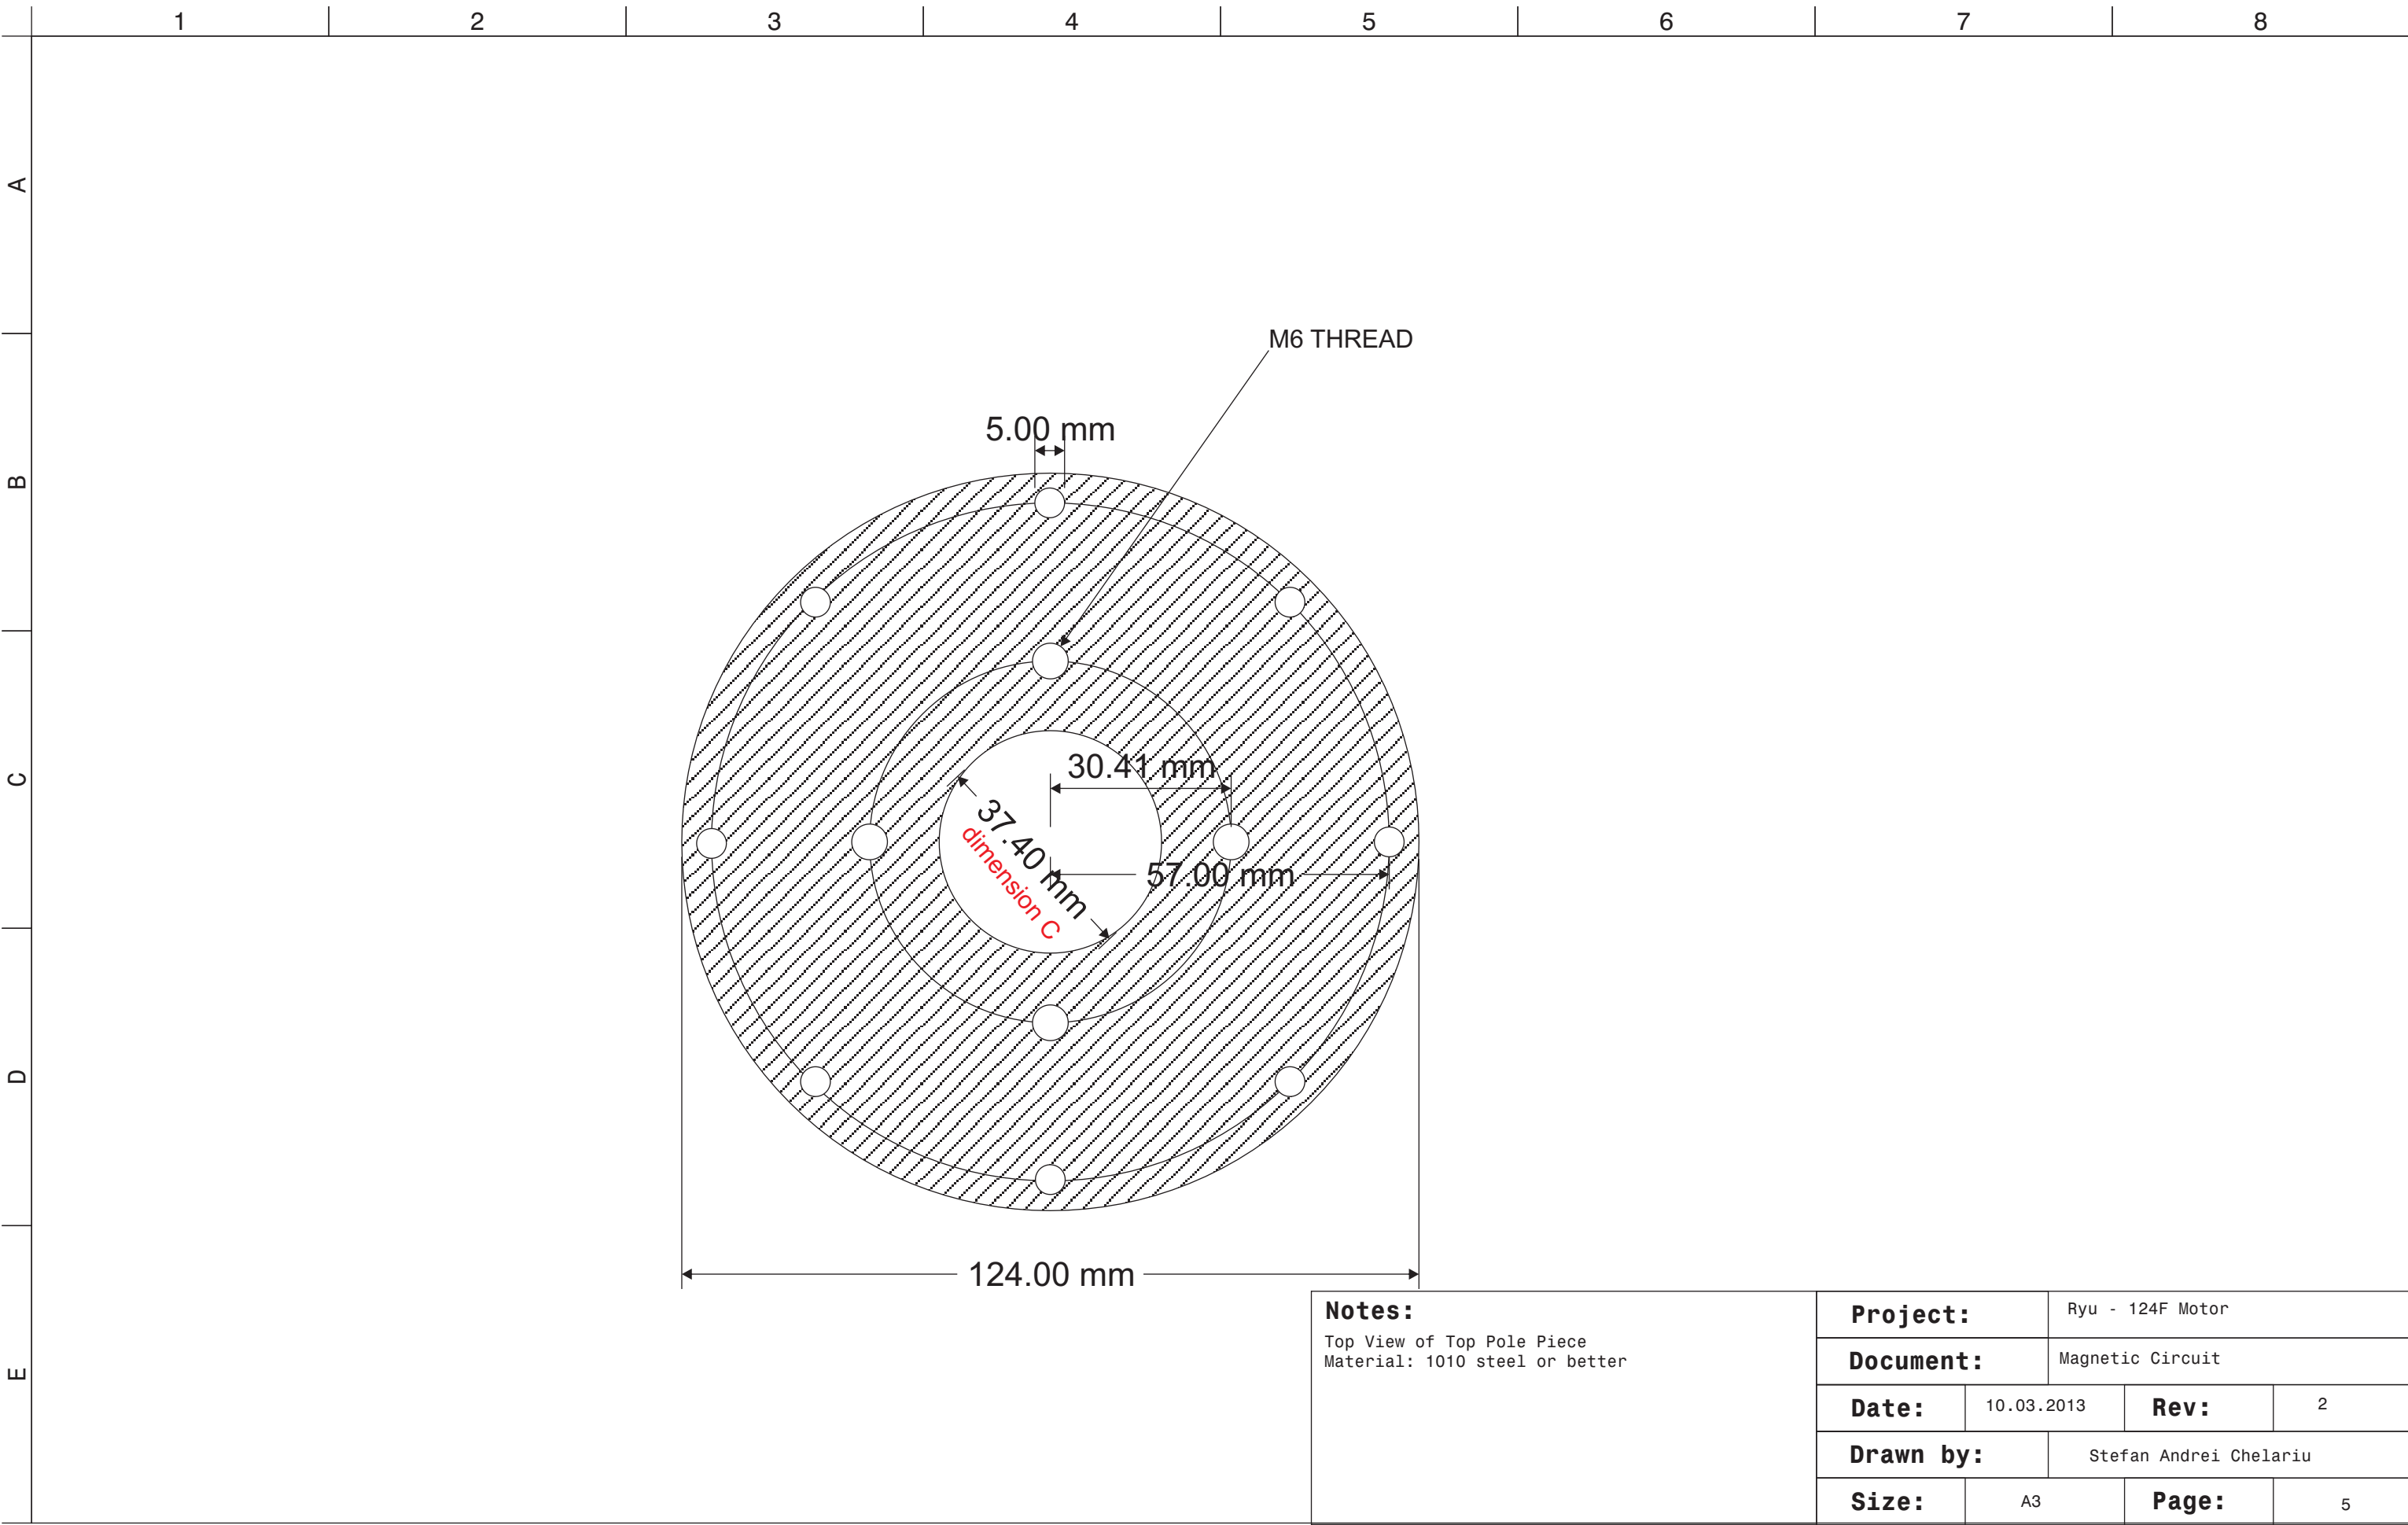 1 2 3 4 5 6 7 8
A
B
C
D
E
M6 THREAD
5.00 mm
30.41 mm
37.40 mm
dimension C
57.00 mm
124.00 mm
Notes:
Top View of Top Pole Piece
Material: 1010 steel or better
Project: Ryu - 124F Motor
Document: Magnetic Circuit
Date: 10.03.2013 Rev: 2
Drawn by: Stefan Andrei Chelariu
Size: A3 Page: 5